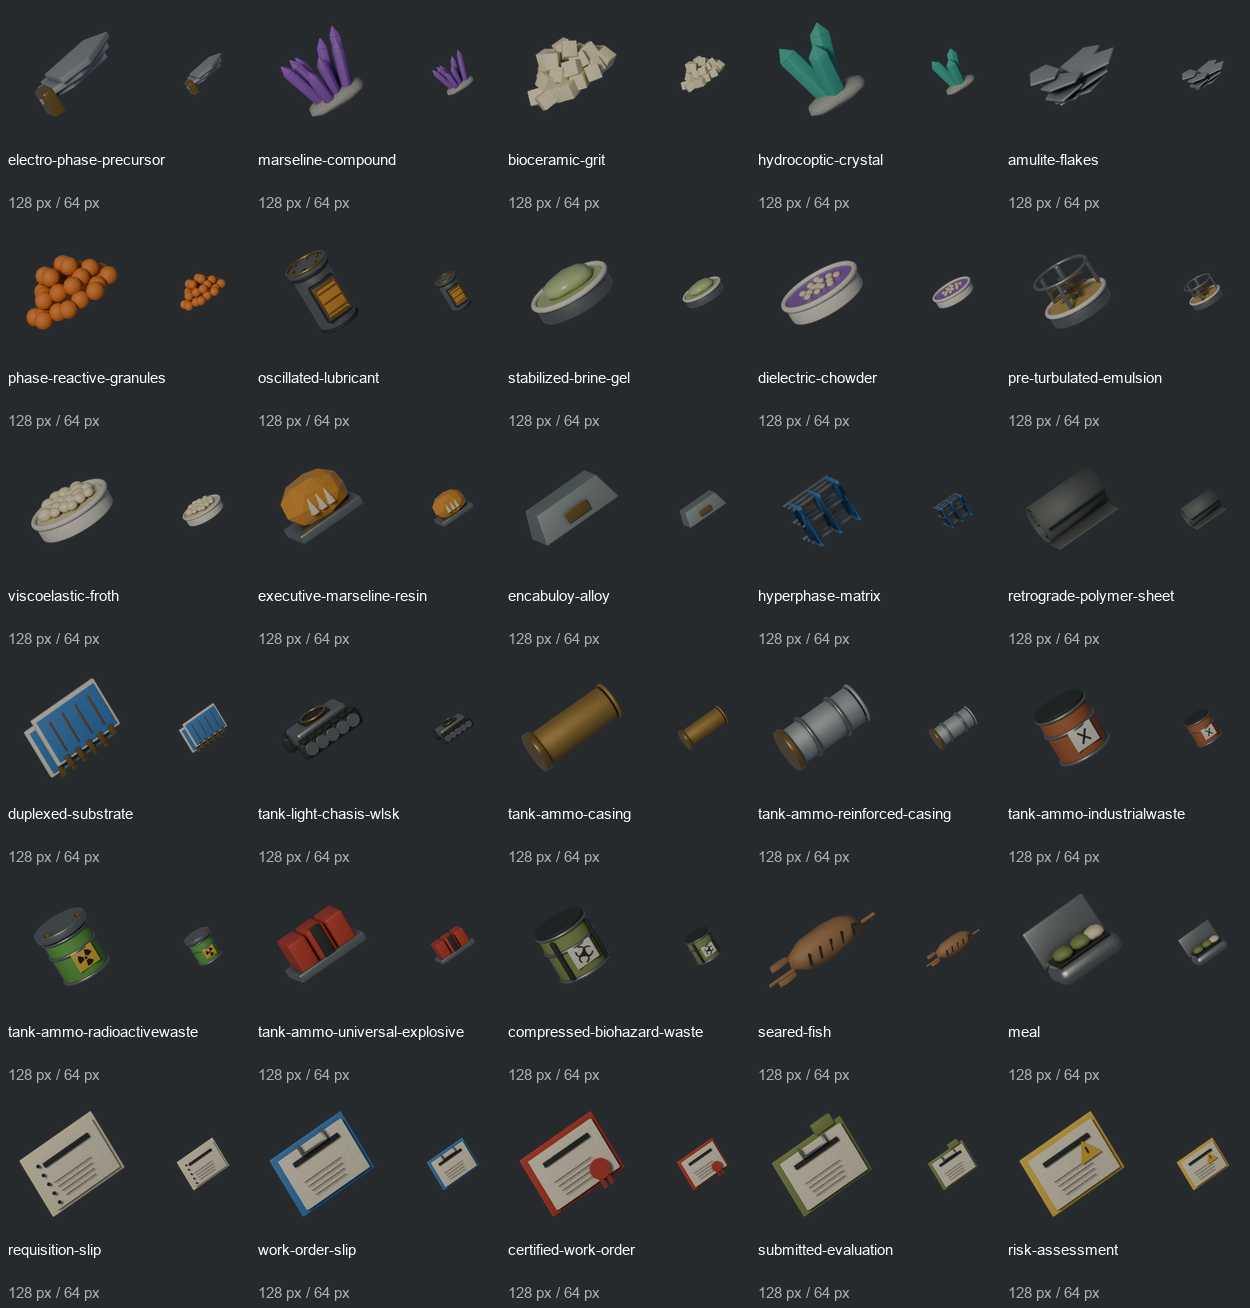 electro-phase-precursor marseline-compound bioceramic-grit hydrocoptic-crystal amulite-flakes
128 px / 64 px 128 px / 64 px 128 px / 64 px 128 px / 64 px 128 px / 64 px
phase-reactive-granules oscillated-lubricant stabilized-brine-gel dielectric-chowder pre-turbulated-emulsion
128 px / 64 px 128 px / 64 px 128 px / 64 px 128 px / 64 px 128 px / 64 px
viscoelastic-froth executive-marseline-resin encabuloy-alloy hyperphase-matrix retrograde-polymer-sheet
128 px / 64 px 128 px / 64 px 128 px / 64 px 128 px / 64 px 128 px / 64 px
duplexed-substrate tank-light-chasis-wlsk tank-ammo-casing tank-ammo-reinforced-casing tank-ammo-industrialwaste
128 px / 64 px 128 px / 64 px 128 px / 64 px 128 px / 64 px 128 px / 64 px
tank-ammo-radioactivewaste tank-ammo-universal-explosive compressed-biohazard-waste seared-fish meal
128 px / 64 px 128 px / 64 px 128 px / 64 px 128 px / 64 px 128 px / 64 px
requisition-slip work-order-slip certified-work-order submitted-evaluation risk-assessment
128 px / 64 px 128 px / 64 px 128 px / 64 px 128 px / 64 px 128 px / 64 px